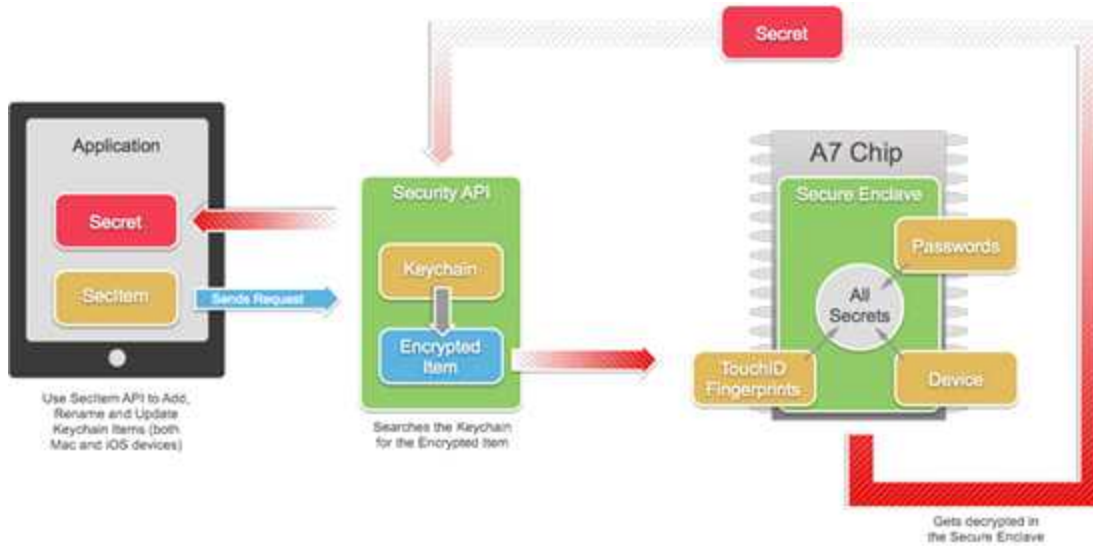 Secret
Application
Secret
SecItem
Sends Request
Use SecItem API to Add,
Rename and Update
Keychain Items (both
Mac and iOS devices)
Security API
Keychain
Encrypted
Item
Searches the Keychain
for the Encrypted Item
A7 Chip
Secure Enclave
Passwords
All
Secrets
TouchID
Fingerprints
Device
Gets decrypted in
the Secure Enclave